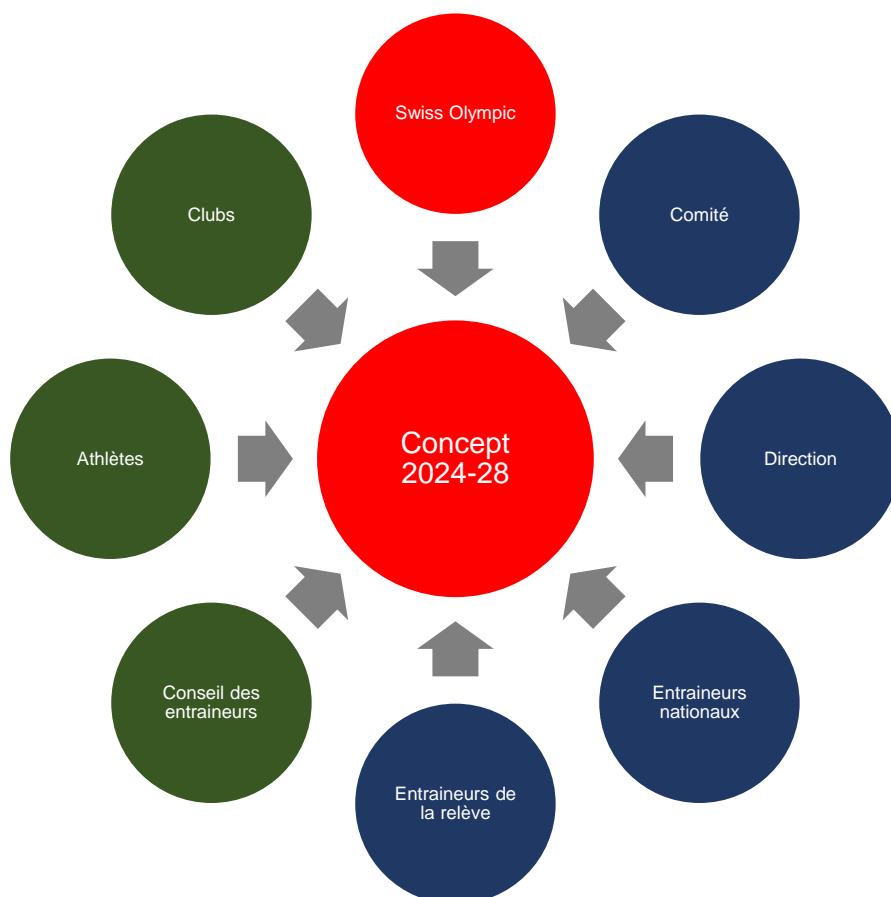 Swiss Olympic
Clubs
Comité
Athlètes
Concept
2024-28
Direction
Conseil des
entraineurs
Entraineurs
nationaux
Entraineurs de
la relève